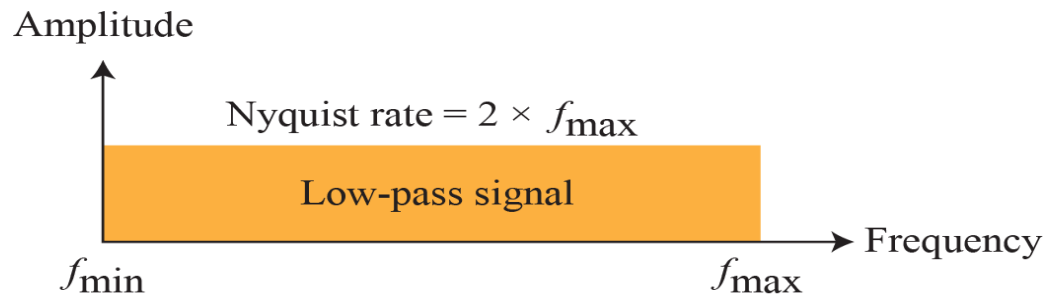 Amplitude
Nyquist rate = 2 × fmax
Low-pass signal
Frequency
fmin fmax